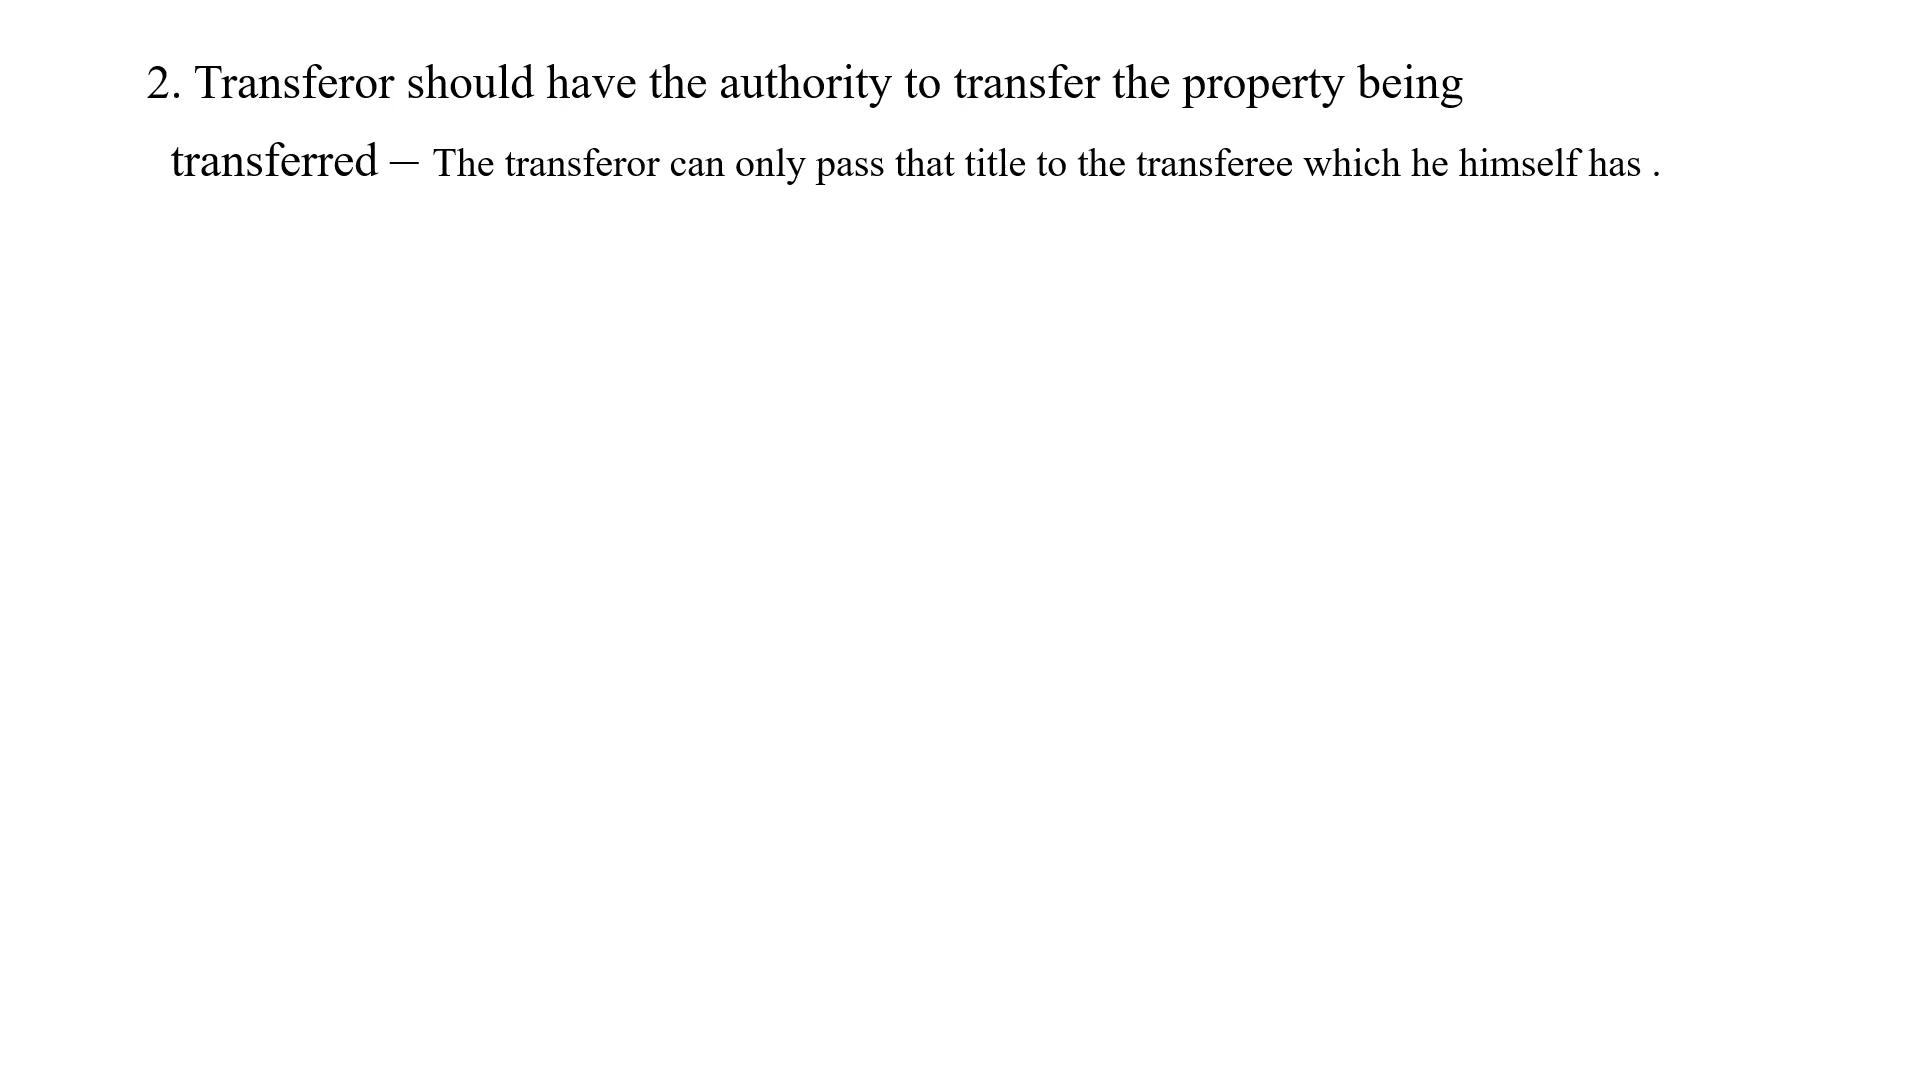 2. Transferor should have the authority to transfer the property being
transferred – The transferor can only pass that title to the transferee which he himself has .